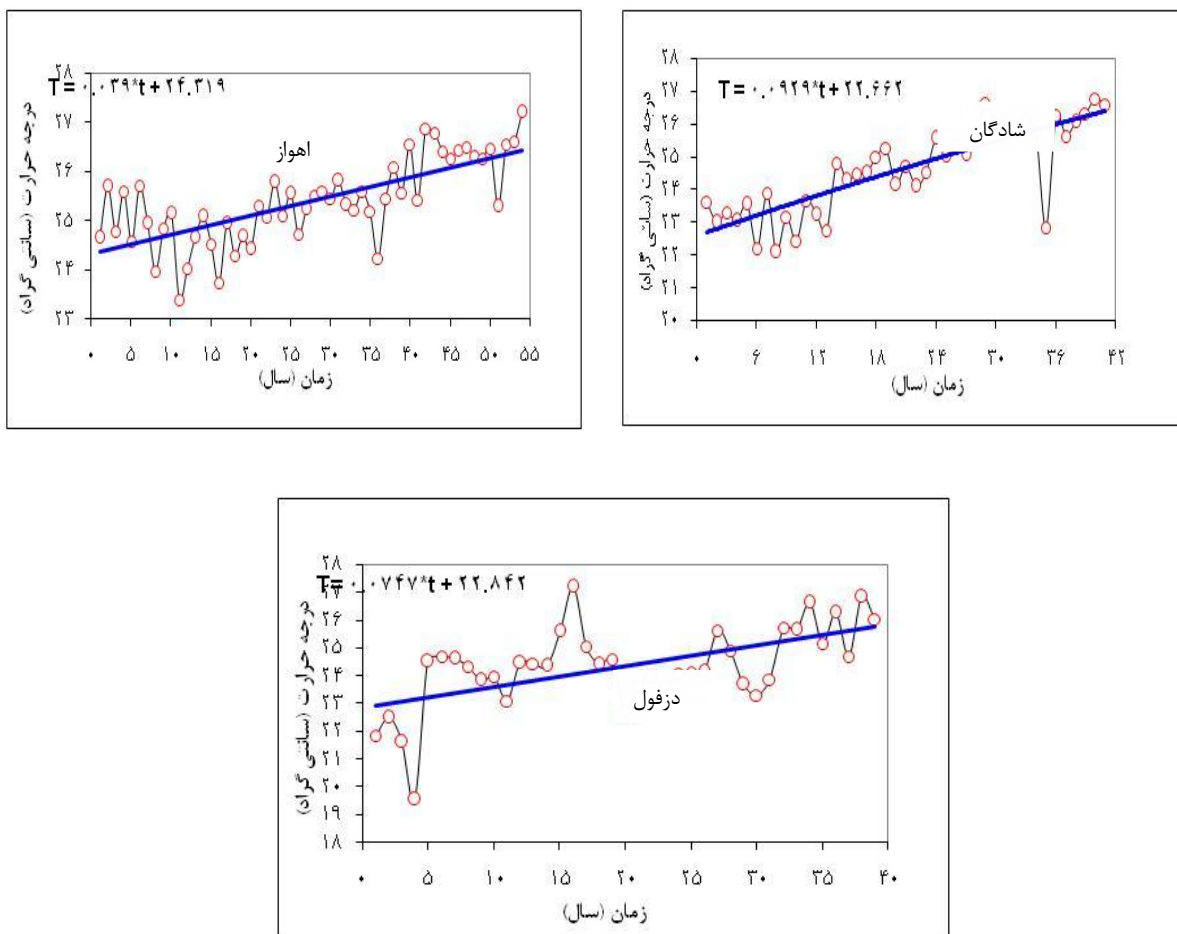 ۲۸
T = ۰.۰۳۹*t + ۲۴.۳۱۹
۲۷
۲۶
۲۵
۲۴
۲۳
اهواز
درجه حرارت (سانتی گراد)
۰ ۵ ۱۰ ۱۵ ۲۰ ۲۵ ۳۰ ۳۵ ۴۰ ۴۵ ۵۰ ۵۵
زمان (سال)
۲۸
T = ۰.۰۹۲۹*t + ۲۲.۶۶۲
۲۷
۲۶
۲۵
۲۴
۲۳
۲۲
۲۱
۲۰
شادگان
درجه حرارت (سانتی گراد)
۰ ۶ ۱۲ ۱۸ ۲۴ ۳۰ ۳۶ ۴۲
زمان (سال)
۲۸
T = ۰.۰۷۴۷*t + ۲۲.۸۴۲
۲۷
۲۶
۲۵
۲۴
۲۳
۲۲
۲۱
۲۰
۱۹
۱۸
دزفول
درجه حرارت (سانتی گراد)
۰ ۵ ۱۰ ۱۵ ۲۰ ۲۵ ۳۰ ۳۵ ۴۰
زمان (سال)